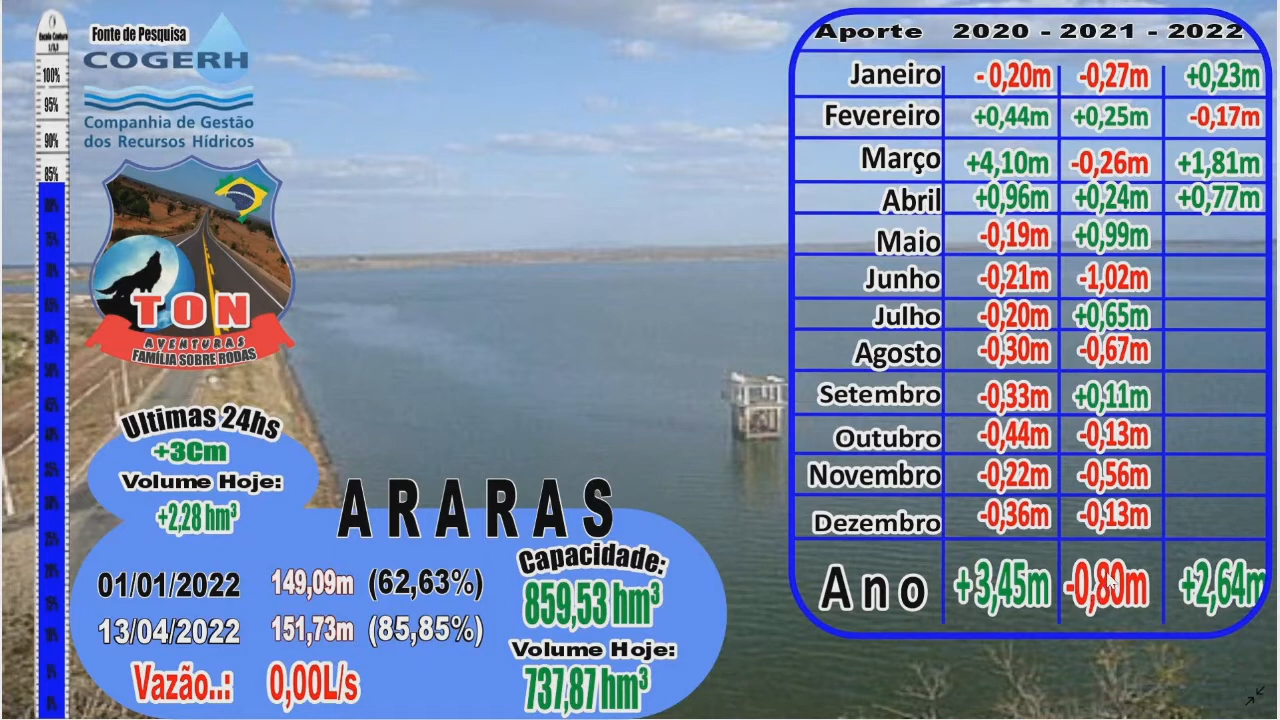 Fonte de Pesquisa
COGERH
Companhia de Gestão
dos Recursos Hídricos
100%
95%
90%
85%
TON
AVENTURAS
FAMÍLIA SOBRE RODAS
Ultimas 24hs
+3Cm
Volume Hoje:
+2,28 hm³
ARARAS
01/01/2022 149,09m (62,63%)
13/04/2022 151,73m (85,85%)
Vazão..: 0,00L/s
Capacidade:
859,53 hm³
Volume Hoje:
737,87 hm³
Aporte 2020 - 2021 - 2022
Janeiro -0,20m -0,27m +0,23m
Fevereiro +0,44m +0,25m -0,17m
Março +4,10m -0,26m +1,81m
Abril +0,96m +0,24m +0,77m
Maio -0,19m +0,99m
Junho -0,21m -1,02m
Julho -0,20m +0,65m
Agosto -0,30m -0,67m
Setembro -0,33m +0,11m
Outubro -0,44m -0,13m
Novembro -0,22m -0,56m
Dezembro -0,36m -0,13m
Ano +3,45m -0,80m +2,64m